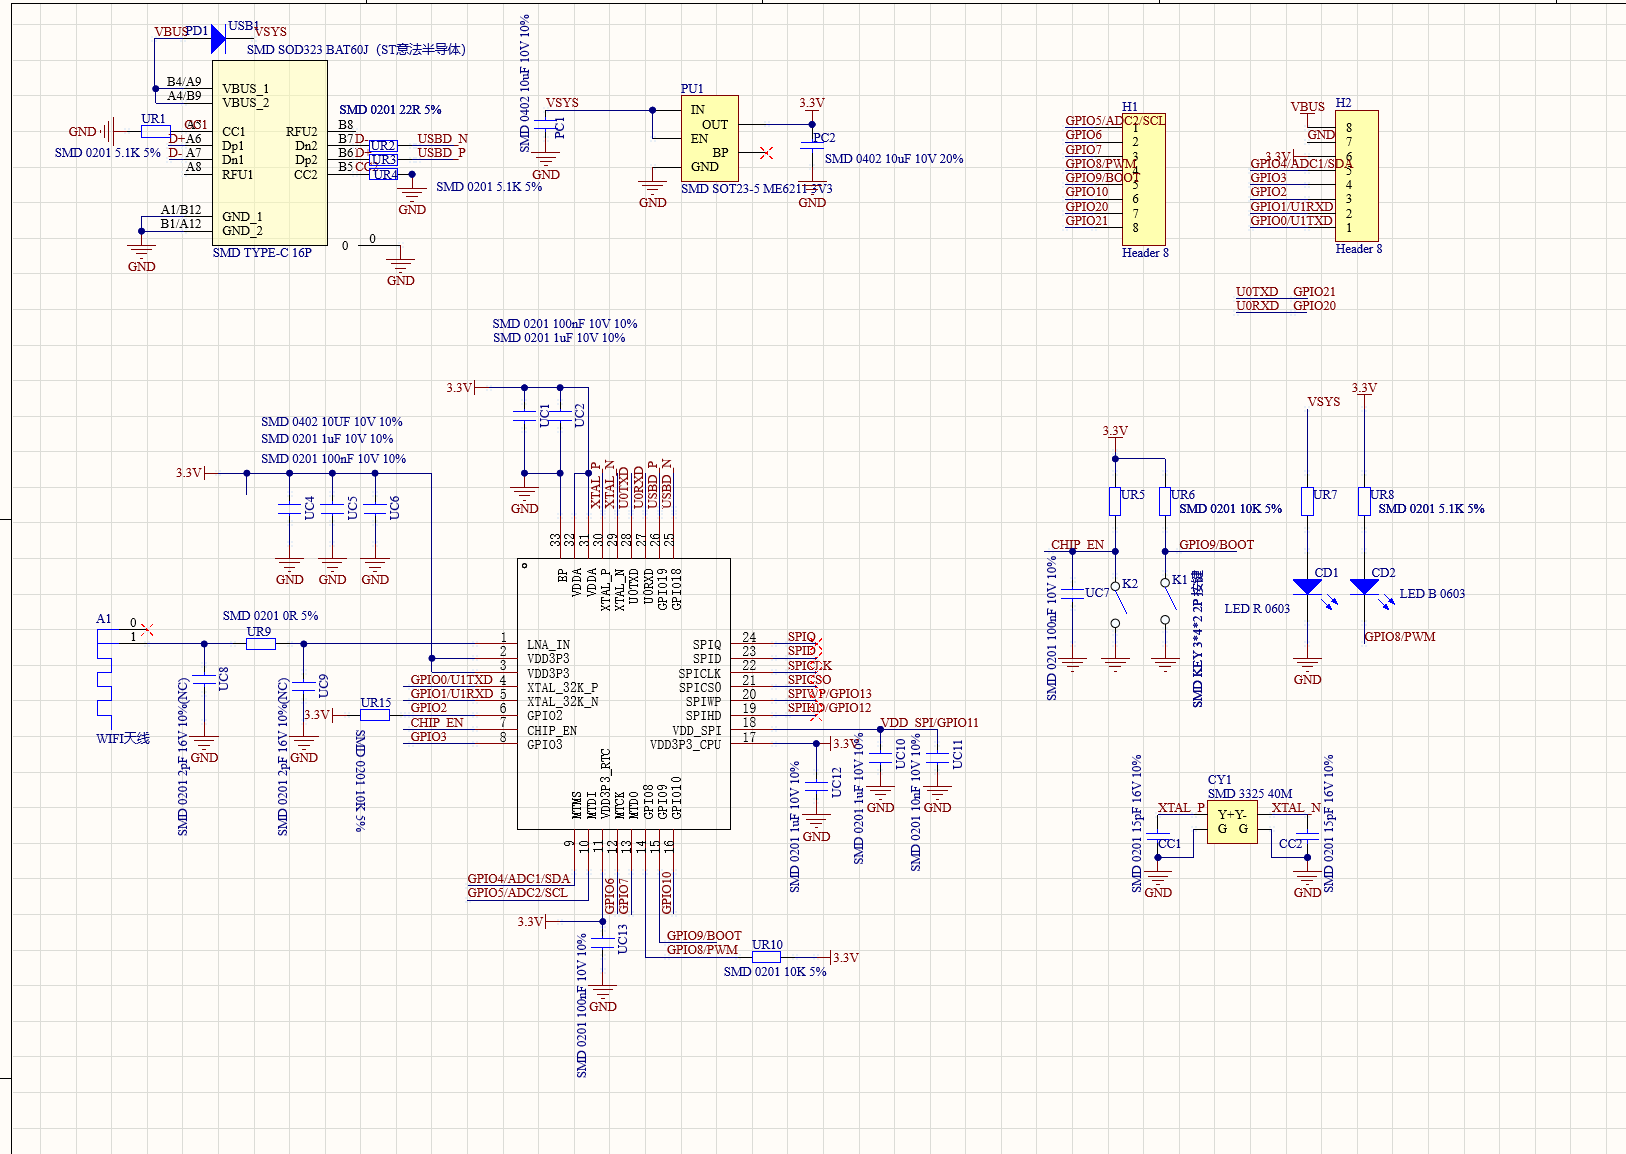 VBUS
PD1
USB1
VSYS
SMD SOD323 BAT60J（ST意法半导体）
B4/A9
A4/B9
VBUS_1
VBUS_2
SMD 0201 22R 5%
UR1
GND
CC1
A5
D+
A6
D-
A7
A8
CC1
Dp1
Dn1
RFU1
RFU2
Dn2
Dp2
CC2
B8
B7
D-
UR2
USBD_N
B6
D-
UR3
USBD_P
B5
UR4
SMD 0201 5.1K 5%
SMD 0201 5.1K 5%
GND
A1/B12
B1/A12
GND_1
GND_2
GND
SMD TYPE-C 16P
0
0
GND
SMD 0402 10uF 10V 10%
VSYS
PC1
GND
PU1
IN
OUT
EN
BP
GND
GND
3.3V
PC2
SMD 0402 10uF 10V 20%
SMD SOT23-5 ME6211 3V3
GND
H1
GPIO5/ADC2/SCL
1
GPIO6
2
GPIO7
3
GPIO8/PWM
4
GPIO9/BOOT
5
GPIO10
6
GPIO20
7
GPIO21
8
Header 8
H2
VBUS
8
GND
7
3.3V
6
GPIO4/ADC1/SDA
5
GPIO3
4
GPIO2
3
GPIO1/U1RXD
2
GPIO0/U1TXD
1
Header 8
U0TXD GPIO21
U0RXD GPIO20
SMD 0201 100nF 10V 10%
SMD 0201 1uF 10V 10%
3.3V
UC1
UC2
GND
SMD 0402 10UF 10V 10%
SMD 0201 1uF 10V 10%
SMD 0201 100nF 10V 10%
3.3V
UC4
UC5
UC6
GND
GND
GND
XTAL_P
XTAL_N
U0TXD
U0RXD
USBD_P
USBD_N
33
32
31
30
29
28
27
26
25
BP
VDDA
VDDA
XTAL_P
XTAL_N
U0TXD
U0RXD
GPIO19
GPIO18
A1
0
1
WIFI天线
SMD 0201 0R 5%
UR9
UC8
UC9
SMD 0201 2pF 16V 10%(NC)
SMD 0201 2pF 16V 10%(NC)
GND
GND
3.3V
UR15
SMD 0201 10K 5%
1
2
3
GPIO0/U1TXD
4
GPIO1/U1RXD
5
GPIO2
6
CHIP_EN
7
GPIO3
8
LNA_IN
VDD3P3
VDD3P3
XTAL_32K_P
XTAL_32K_N
GPIO2
CHIP_EN
GPIO3
SPIQ
SPID
SPICLK
SPICS0
SPIWP
SPIHD
VDD_SPI
VDD3P3_CPU
24
SPIQ
23
SPID
22
SPICLK
21
SPICSO
20
SPIWP/GPIO13
19
SPIHD/GPIO12
18
VDD_SPI/GPIO11
17
3.3V
UC12
UC10
UC11
SMD 0201 1uF 10V 10%
SMD 0201 1uF 10V 10%
SMD 0201 10nF 10V 10%
GND
GND
GND
MTMS
MTDI
VDD3P3_RTC
MTCK
MTDO
GPIO8
GPIO9
GPIO10
9
10
11
12
13
14
15
16
GPIO4/ADC1/SDA
GPIO5/ADC2/SCL
GPIO6
GPIO7
GPIO10
3.3V
UC13
SMD 0201 100nF 10V 10%
GND
GPIO9/BOOT
GPIO8/PWM
UR10
3.3V
SMD 0201 10K 5%
3.3V
UR5
UR6
SMD 0201 10K 5%
CHIP_EN
GPIO9/BOOT
SMD 0201 100nF 10V 10%
UC7
K2
K1
SMD KEY 3*4*2 2P 按键
VSYS
3.3V
UR7
UR8
SMD 0201 5.1K 5%
CD1
CD2
LED R 0603
LED B 0603
GPIO8/PWM
GND
CY1
SMD 3325 40M
XTAL_P
XTAL_N
Y+Y-
G G
CC1
CC2
SMD 0201 15pF 16V 10%
SMD 0201 15pF 16V 10%
GND
GND